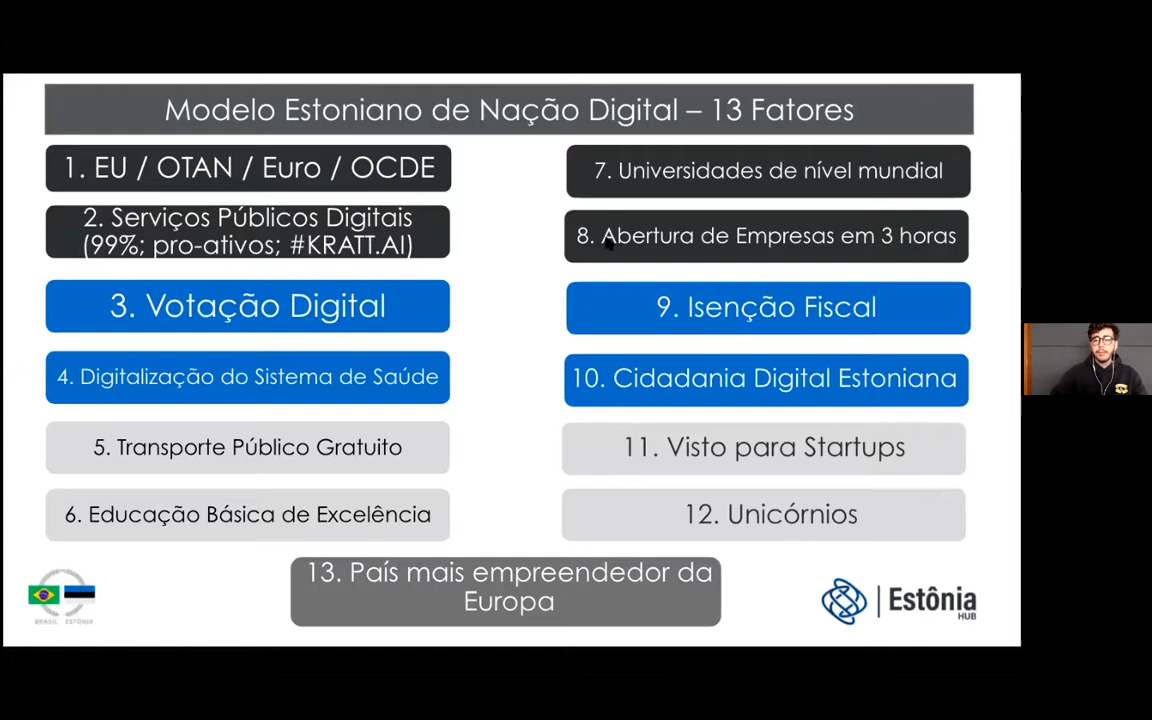 Modelo Estoniano de Nação Digital – 13 Fatores
1. EU / OTAN / Euro / OCDE
2. Serviços Públicos Digitais
(99%; pro-ativos; #KRATT.AI)
3. Votação Digital
4. Digitalização do Sistema de Saúde
5. Transporte Público Gratuito
6. Educação Básica de Excelência
7. Universidades de nível mundial
8. Abertura de Empresas em 3 horas
9. Isenção Fiscal
10. Cidadania Digital Estoniana
11. Visto para Startups
12. Unicórnios
13. País mais empreendedor da
Europa
BRASIL ESTÔNIA
Estônia
HUB